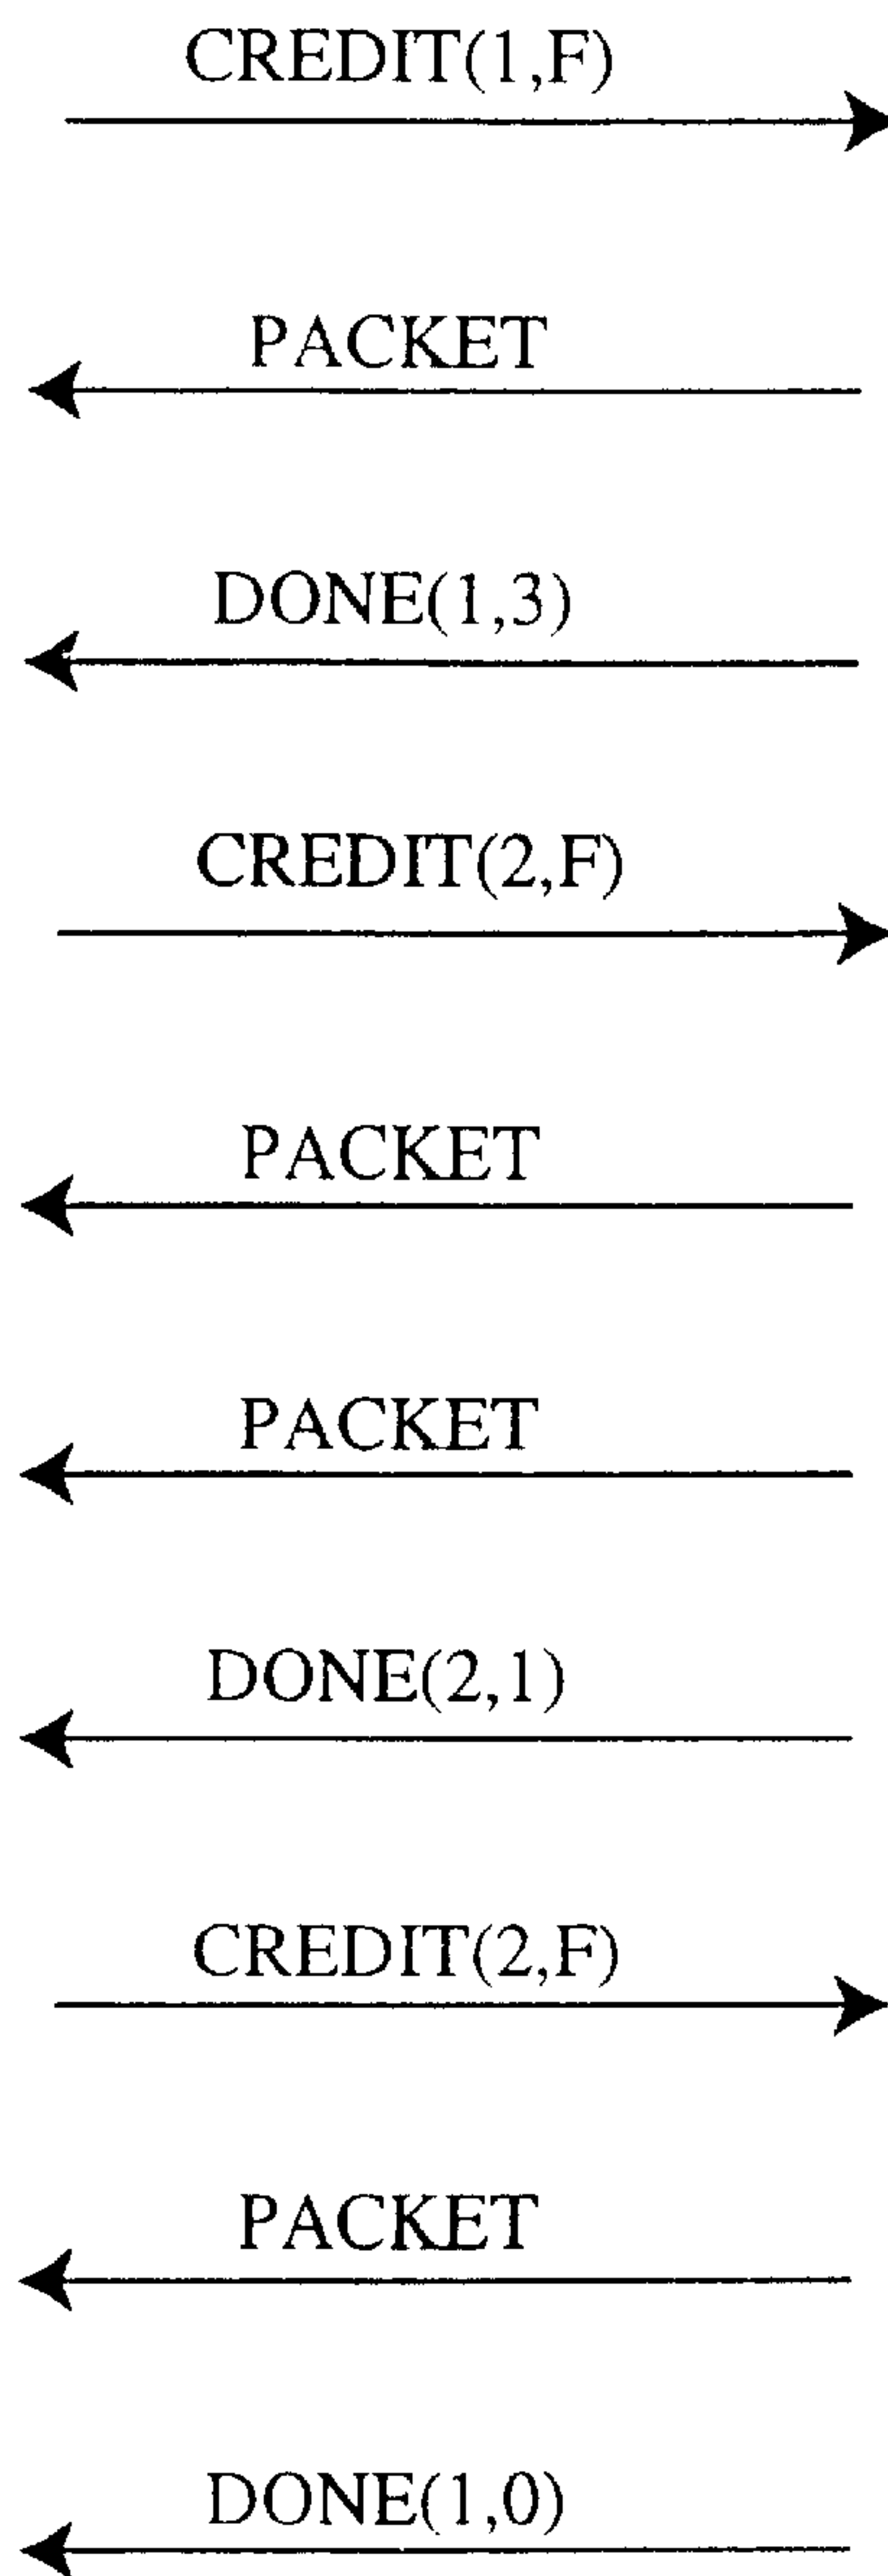 CREDIT(1,F)
PACKET
DONE(1,3)
CREDIT(2,F)
PACKET
PACKET
DONE(2,1)
CREDIT(2,F)
PACKET
DONE(1,0)